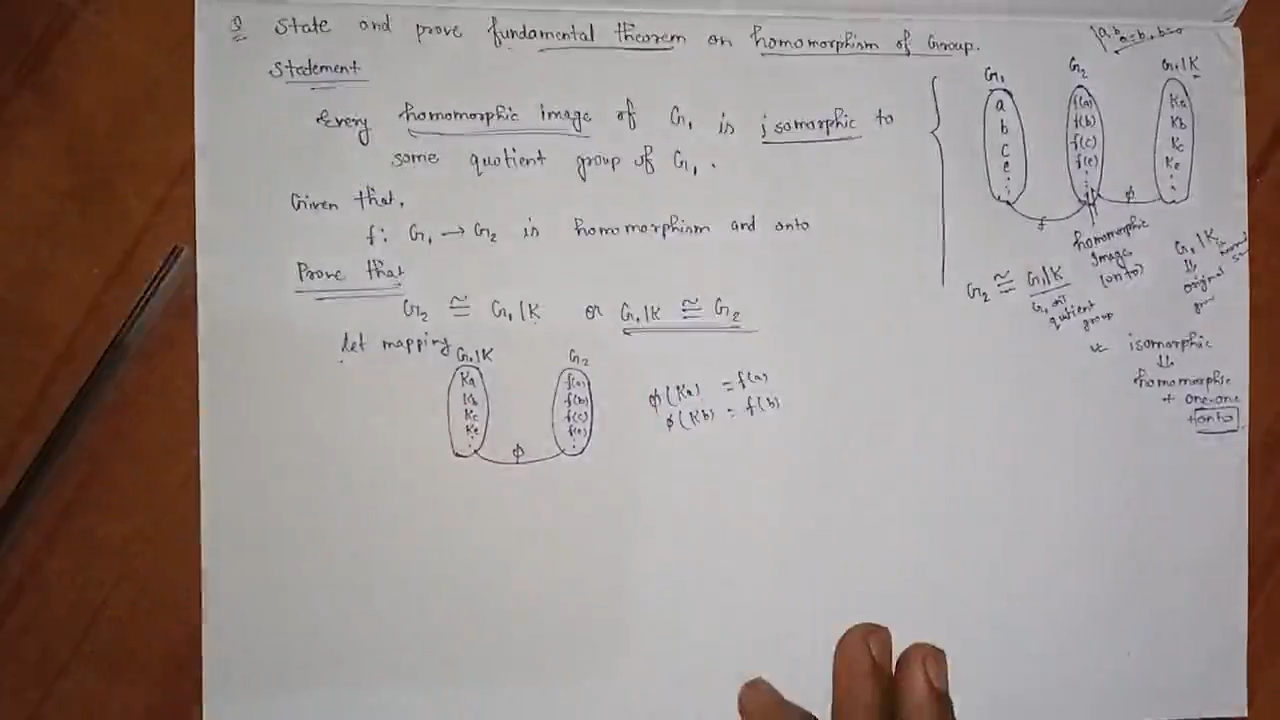 Q State and prove fundamental theorem on homomorphism of Group.
Statement
Every homomorphic image of G1 is isomorphic to
some quotient group of G1.
Given that,
f: G1 → G2 is homomorphism and onto
Prove that
G2 ≅ G1|K or G1|K ≅ G2
Let mapping
G1|K G2
Ka f(a)
Kb f(b)
Kc f(c)
Ke f(e)
⋮ ⋮
ϕ
ϕ(Ka) = f(a)
ϕ(Kb) = f(b)
G1 G2 G1|K
a f(a) Ka
b f(b) Kb
c f(c) Kc
e f(e) Ke
⋮ ⋮ ⋮
f ϕ
homomorphic
image
(onto)
G2 ≅ G1|K
quotient
group
G1|K
⇓
original
isomorphic
⇓
homomorphic
+ one-one
+ onto